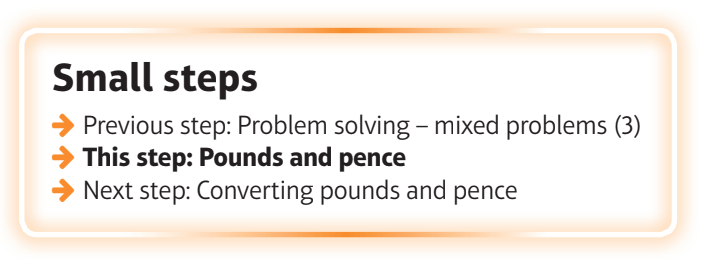 Small steps
Previous step: Problem solving – mixed problems (3)
This step: Pounds and pence
Next step: Converting pounds and pence